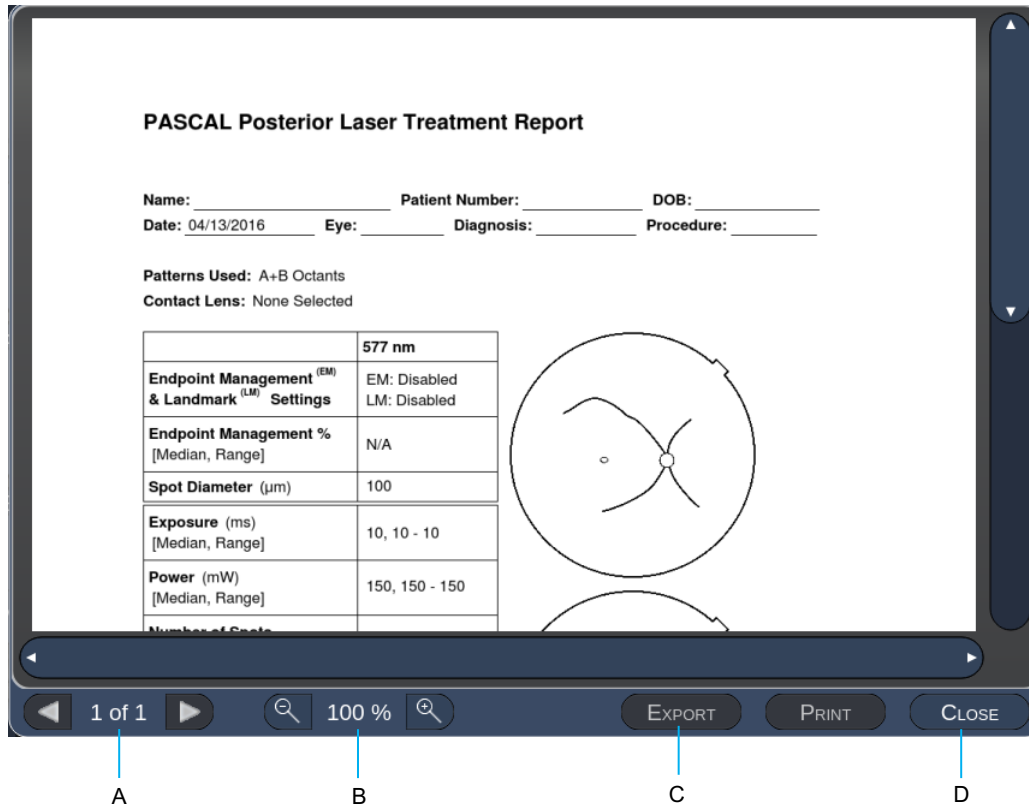 PASCAL Posterior Laser Treatment Report
Name: Patient Number: DOB:
Date: 04/13/2016 Eye: Diagnosis: Procedure:
Patterns Used: A+B Octants
Contact Lens: None Selected
577 nm
Endpoint Management (EM)
& Landmark (LM) Settings
EM: Disabled
LM: Disabled
Endpoint Management %
[Median, Range]
N/A
Spot Diameter (µm) 100
Exposure (ms)
[Median, Range]
10, 10 - 10
Power (mW)
[Median, Range]
150, 150 - 150
Number of Spots
1 of 1 100 % EXPORT PRINT CLOSE
A B C D